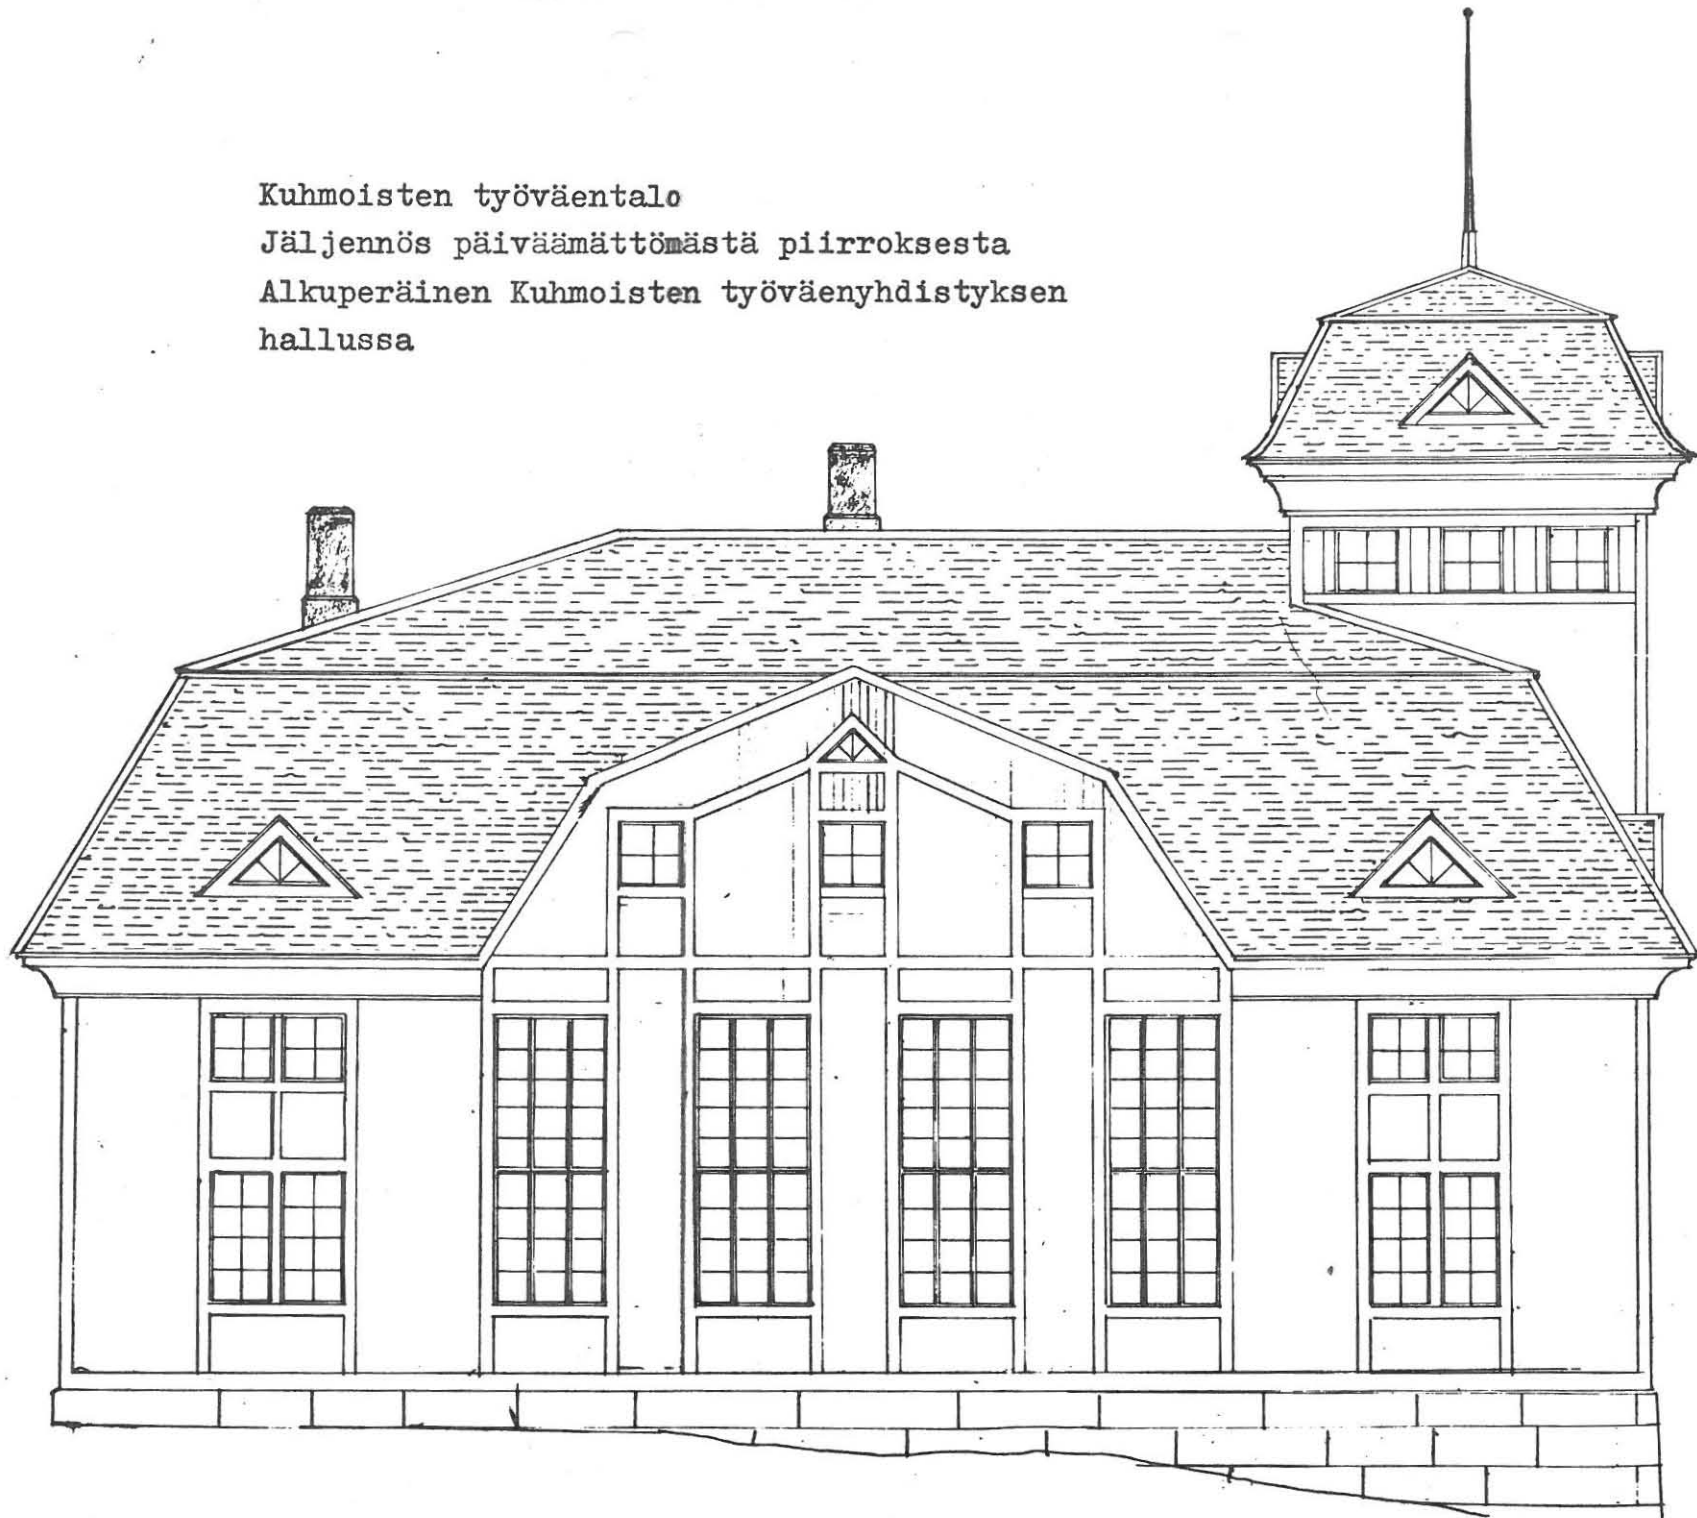 Kuhmoisten työväentalo
Jäljennös päiväämättömästä piirroksesta
Alkuperäinen Kuhmoisten työväenyhdistyksen
hallussa